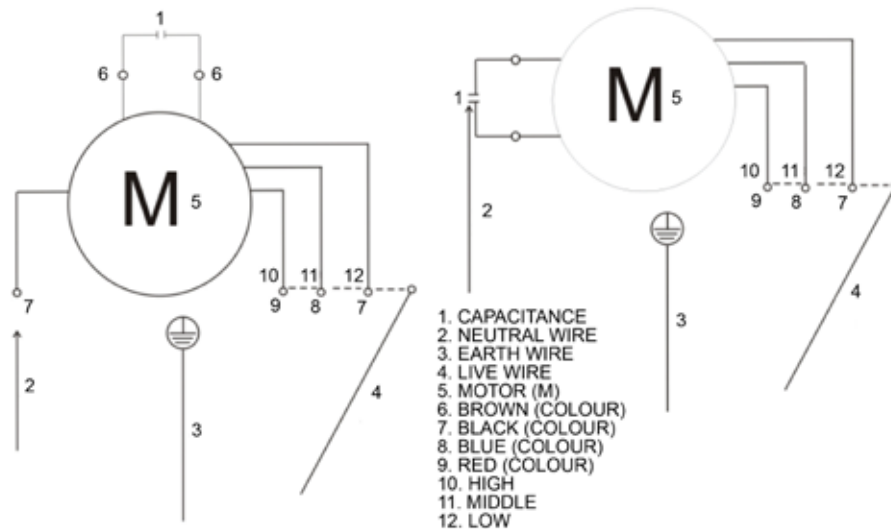 1
6 6
M 5
10 11 12
7 9 8 7
2
3
4
1
M 5
10 11 12
9 8 7
2
3
4
1. CAPACITANCE
2. NEUTRAL WIRE
3. EARTH WIRE
4. LIVE WIRE
5. MOTOR (M)
6. BROWN (COLOUR)
7. BLACK (COLOUR)
8. BLUE (COLOUR)
9. RED (COLOUR)
10. HIGH
11. MIDDLE
12. LOW